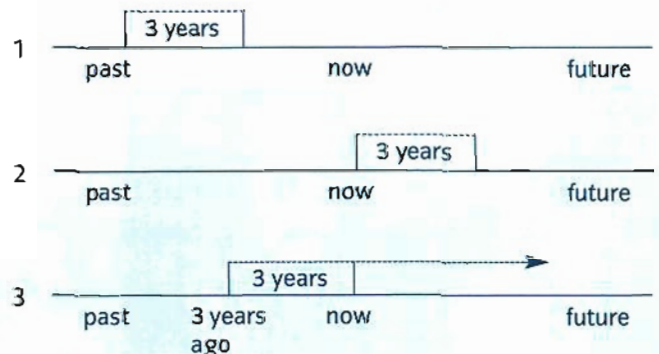 3 years
1
past now future
3 years
2
past now future
3 years
3
past 3 years now future
ago